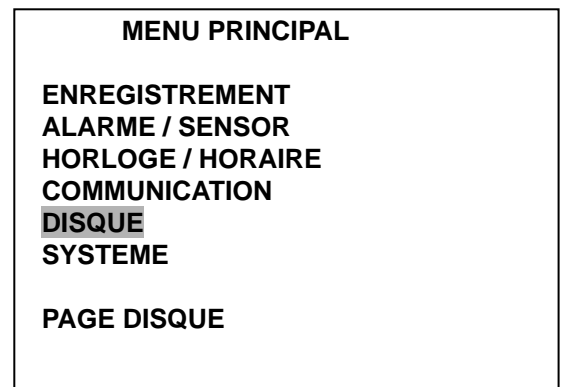 MENU PRINCIPAL
ENREGISTREMENT
ALARME / SENSOR
HORLOGE / HORAIRE
COMMUNICATION
DISQUE
SYSTEME
PAGE DISQUE